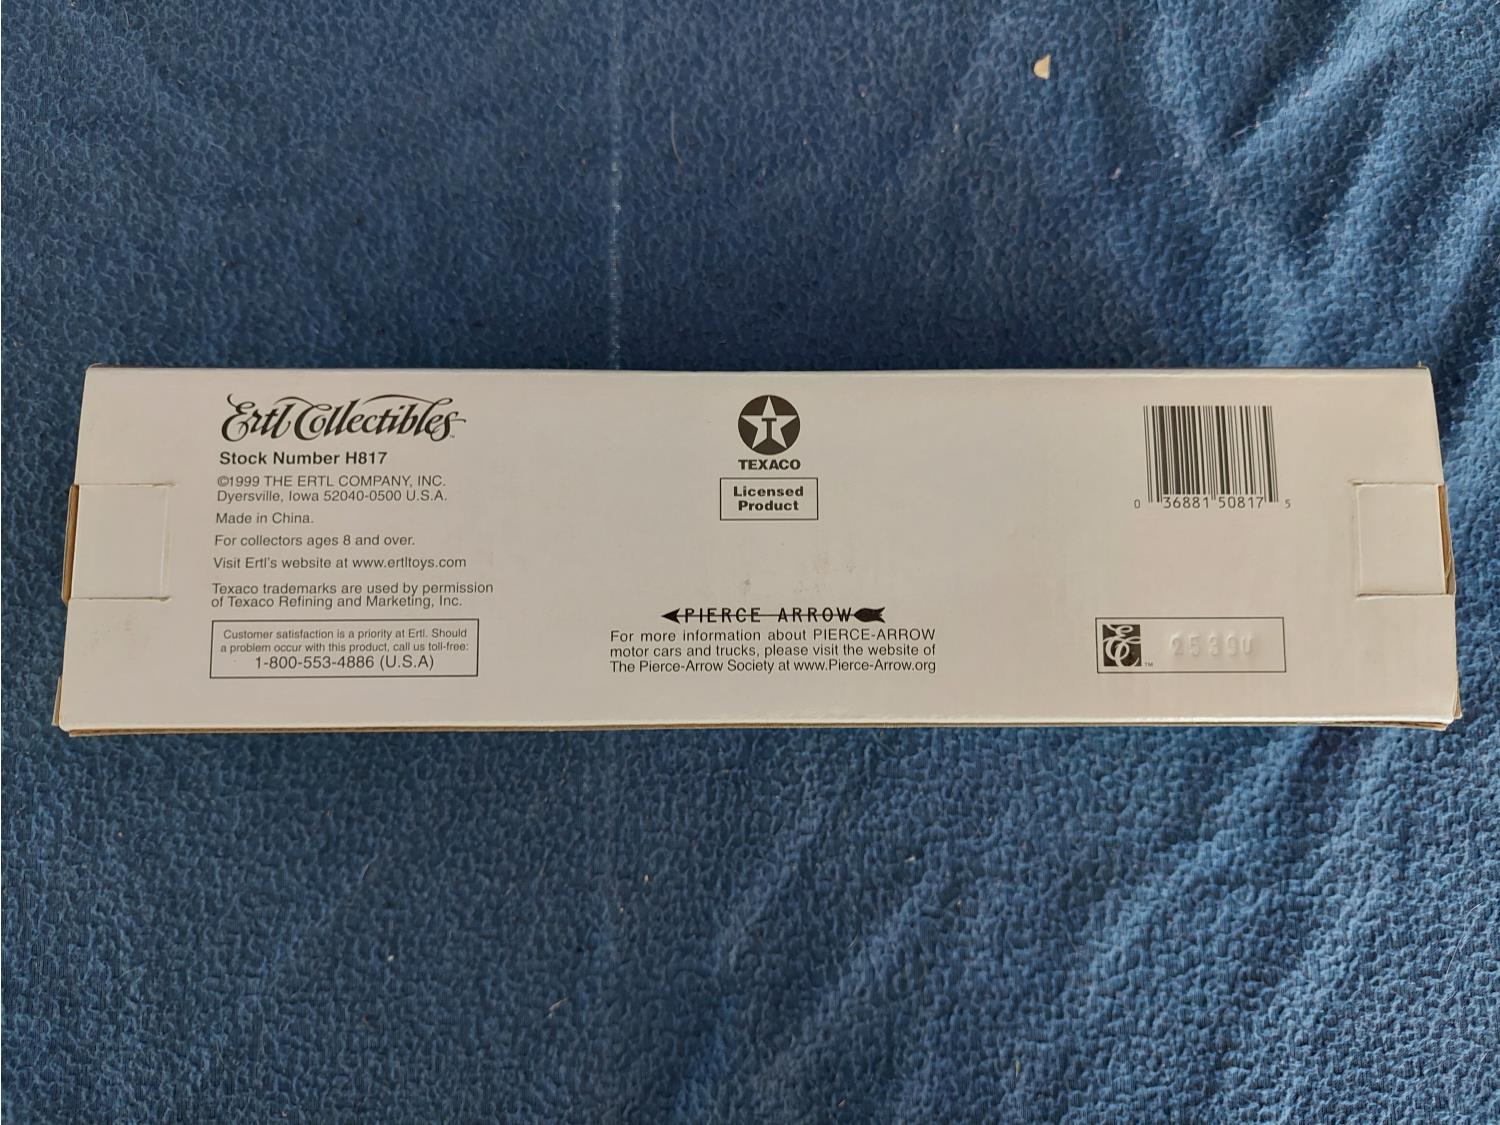 Ertl Collectibles™
Stock Number H817
©1999 THE ERTL COMPANY, INC.
Dyersville, Iowa 52040-0500 U.S.A.
Made in China.
For collectors ages 8 and over.
Visit Ertl's website at www.ertltoys.com
Texaco trademarks are used by permission
of Texaco Refining and Marketing, Inc.
Customer satisfaction is a priority at Ertl. Should
a problem occur with this product, call us toll-free:
1-800-553-4886 (U.S.A)
T
TEXACO
Licensed
Product
PIERCE ARROW
For more information about PIERCE-ARROW
motor cars and trucks, please visit the website of
The Pierce-Arrow Society at www.Pierce-Arrow.org
0 36881 50817 5
EC™